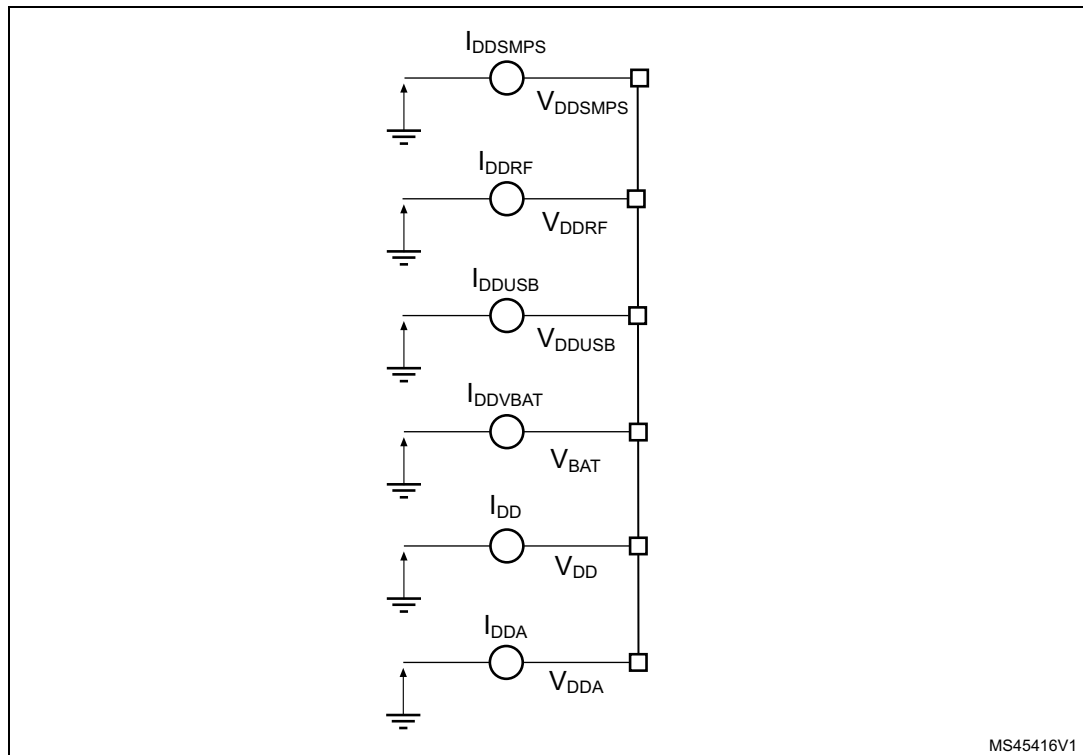 IDDSMPS
VDDSMPS
IDDRF
VDDRF
IDDUSB
VDDUSB
IDDVBAT
VBAT
IDD
VDD
IDDA
VDDA
MS45416V1